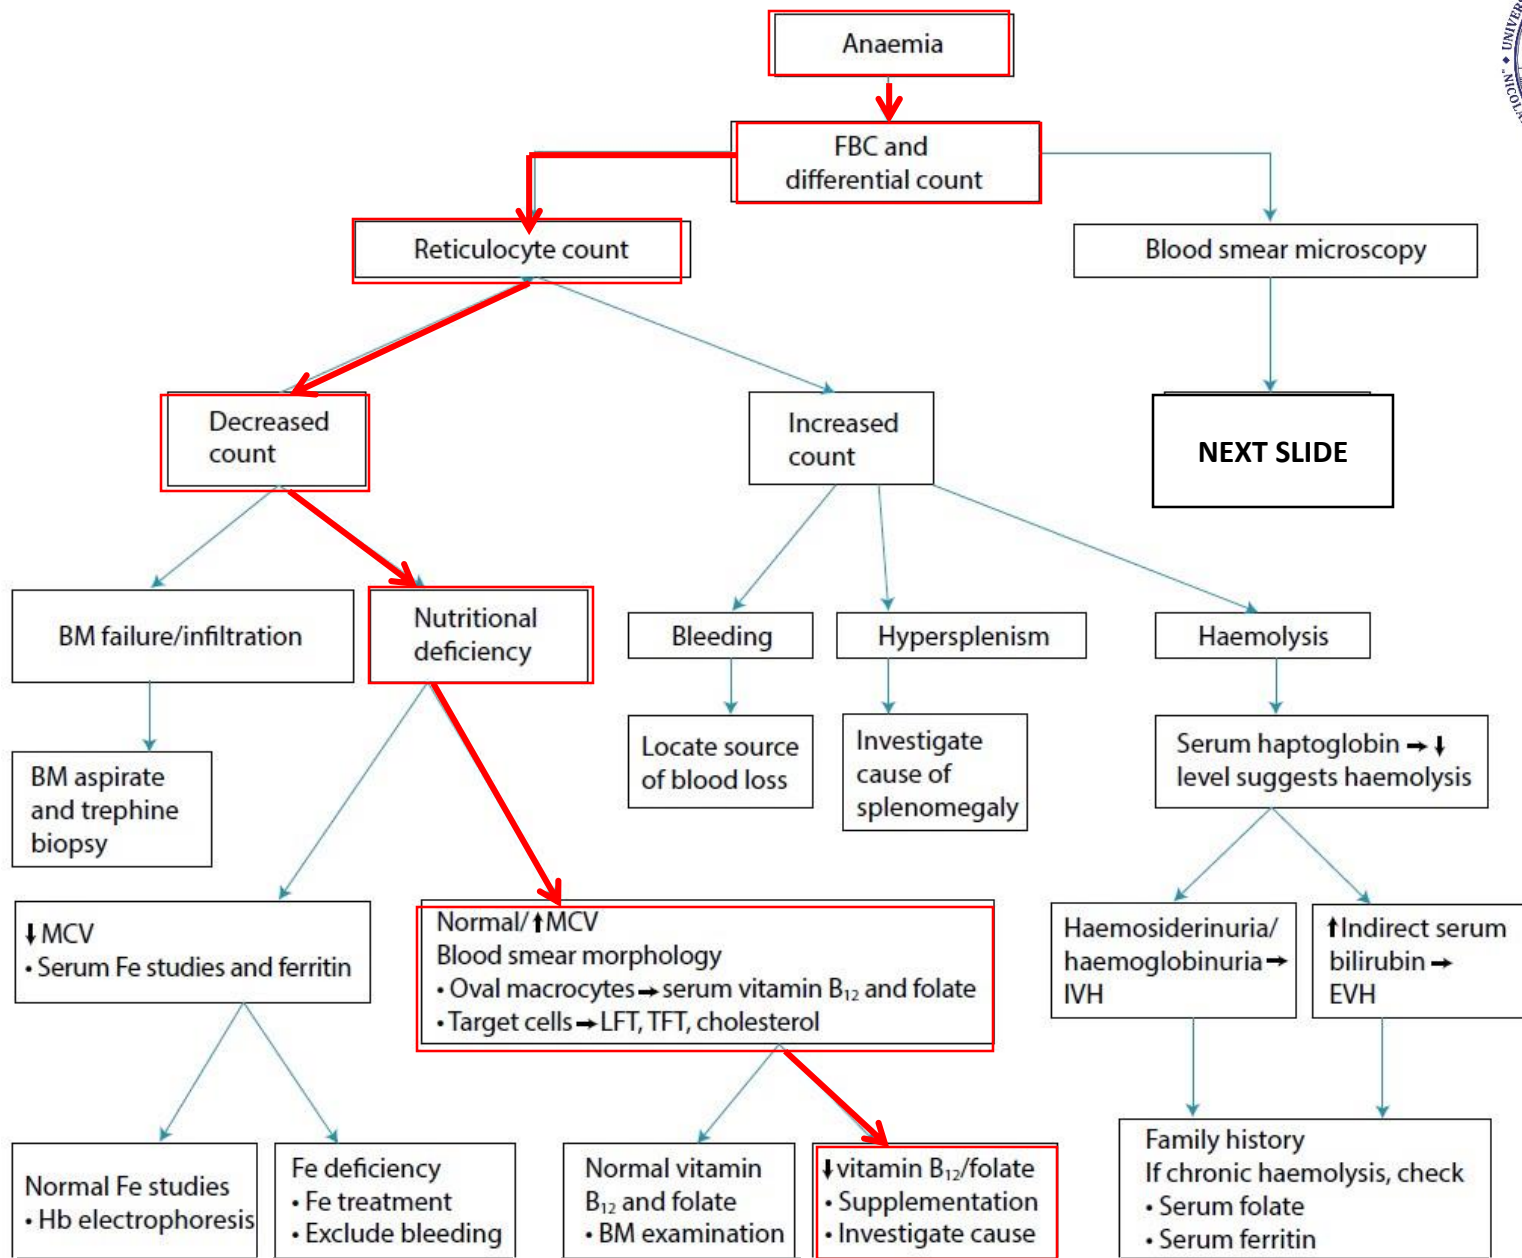 Anaemia
FBC and
differential count
Reticulocyte count
Blood smear microscopy
Decreased
count
Increased
count
NEXT SLIDE
BM failure/infiltration
Nutritional
deficiency
Bleeding
Hypersplenism
Haemolysis
BM aspirate
and trephine
biopsy
Locate source
of blood loss
Investigate
cause of
splenomegaly
Serum haptoglobin → ↓
level suggests haemolysis
↓ MCV
• Serum Fe studies and ferritin
Normal/ ↑ MCV
Blood smear morphology
• Oval macrocytes → serum vitamin B₁₂ and folate
• Target cells → LFT, TFT, cholesterol
Haemosiderinuria/
haemoglobinuria →
IVH
↑ Indirect serum
bilirubin →
EVH
Normal Fe studies
• Hb electrophoresis
Fe deficiency
• Fe treatment
• Exclude bleeding
Normal vitamin
B₁₂ and folate
• BM examination
↓ vitamin B₁₂/folate
• Supplementation
• Investigate cause
Family history
If chronic haemolysis, check
• Serum folate
• Serum ferritin